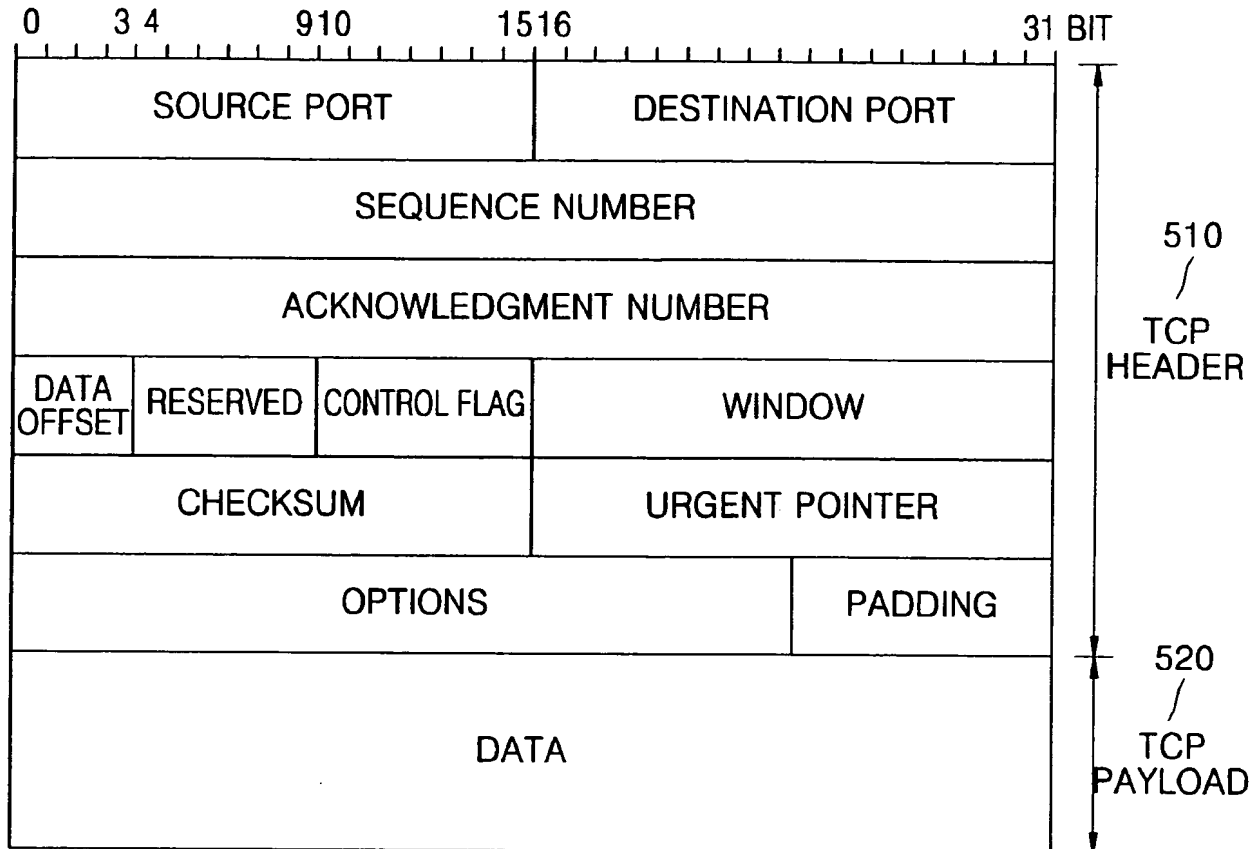 0 3 4 9 10 15 16 31 BIT
SOURCE PORT DESTINATION PORT
SEQUENCE NUMBER
ACKNOWLEDGMENT NUMBER
DATA OFFSET RESERVED CONTROL FLAG WINDOW
CHECKSUM URGENT POINTER
OPTIONS PADDING
510
TCP
HEADER
DATA
520
TCP
PAYLOAD